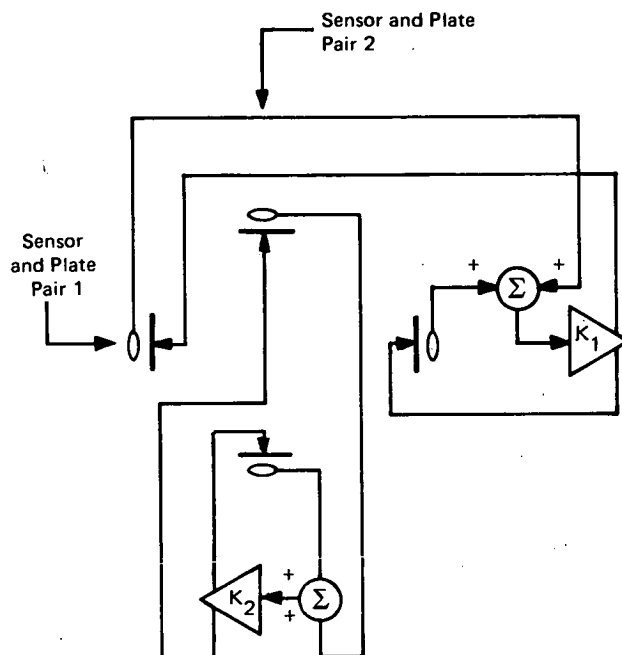 Sensor and Plate
Pair 2
Sensor
and Plate
Pair 1
+
+
Σ
K1
+
+
K2
Σ